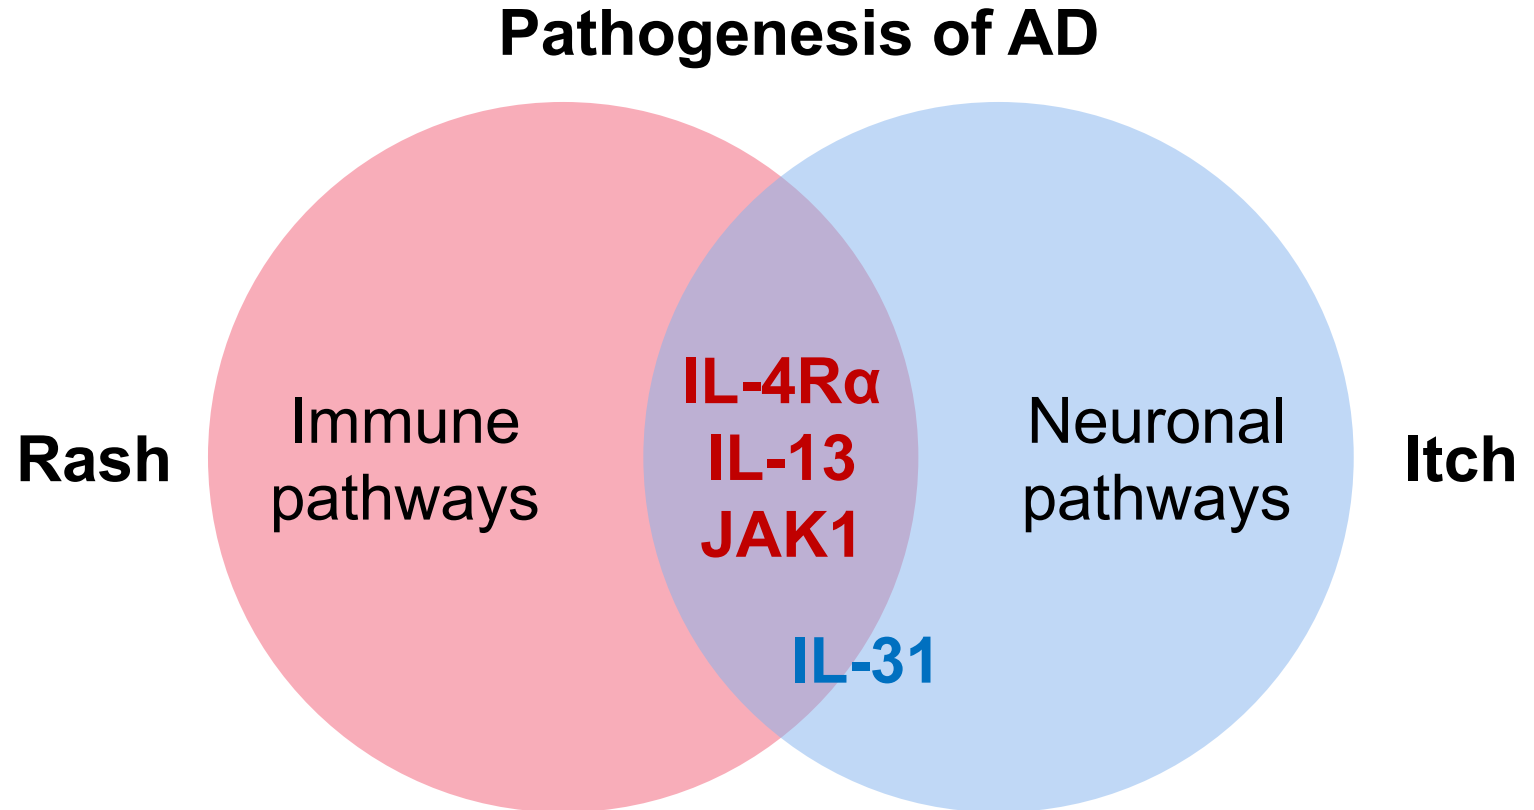 Pathogenesis of AD
Rash
Immune
pathways
IL-4Rα
IL-13
JAK1
IL-31
Neuronal
pathways
Itch